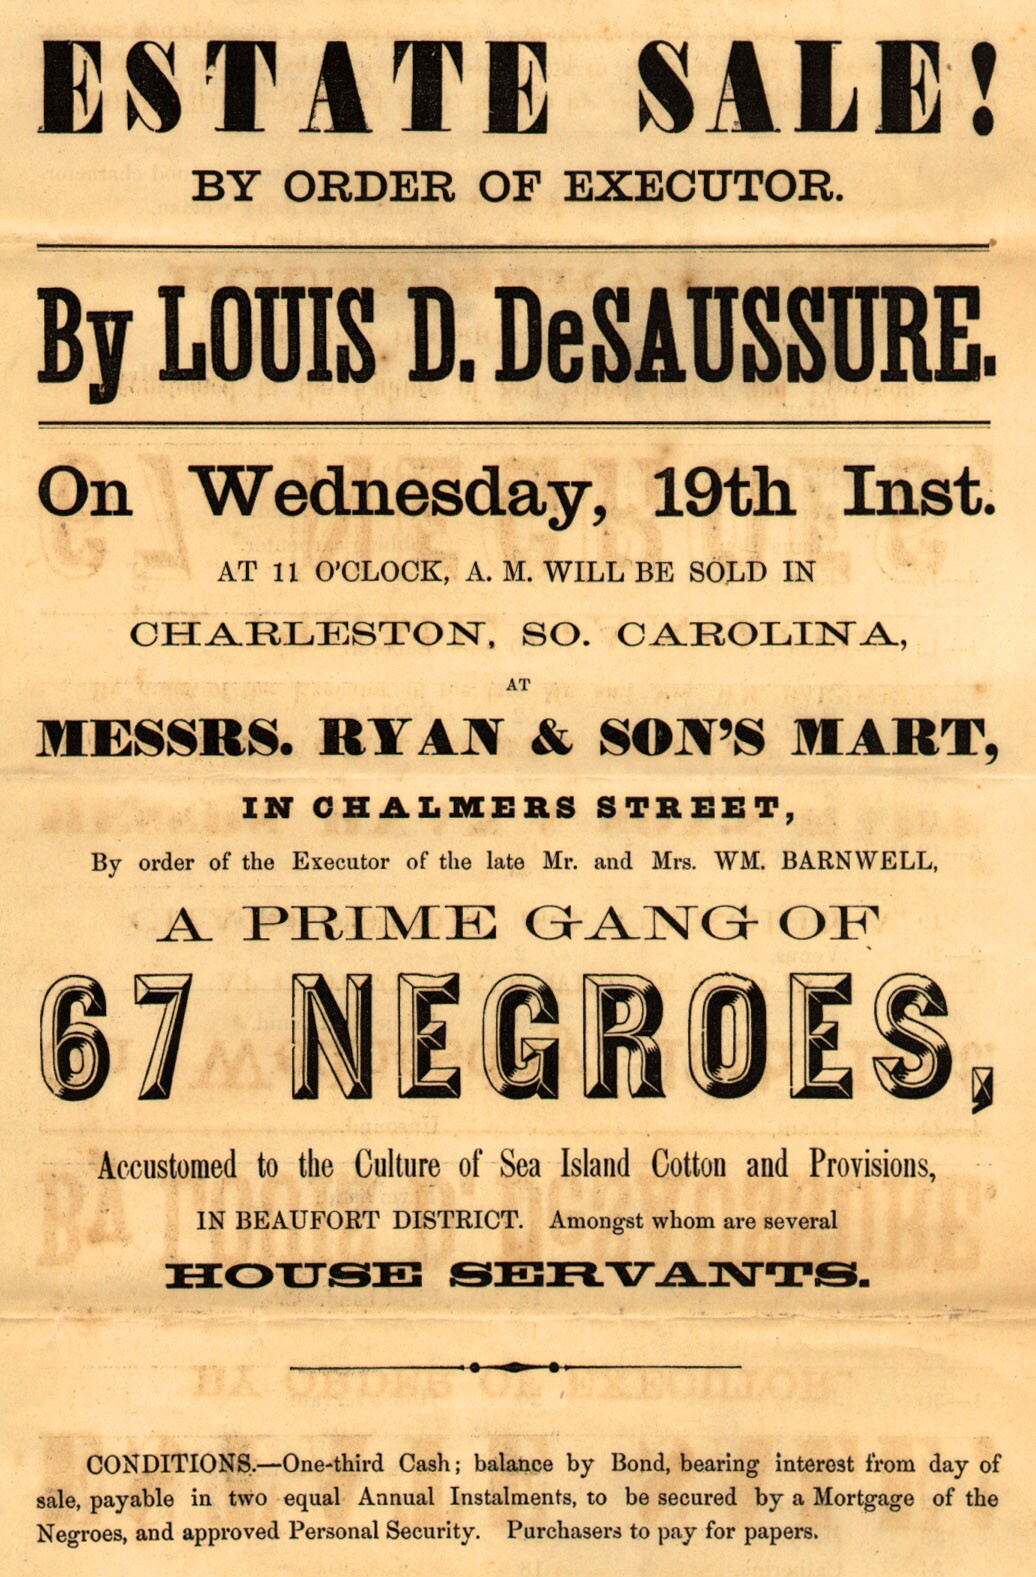 ESTATE SALE!
BY ORDER OF EXECUTOR.
By LOUIS D. DeSAUSSURE.
On Wednesday, 19th Inst.
AT 11 O'CLOCK, A. M. WILL BE SOLD IN
CHARLESTON, SO. CAROLINA,
AT
MESSRS. RYAN & SON'S MART,
IN CHALMERS STREET,
By order of the Executor of the late Mr. and Mrs. WM. BARNWELL,
A PRIME GANG OF
67 NEGROES,
Accustomed to the Culture of Sea Island Cotton and Provisions,
IN BEAUFORT DISTRICT. Amongst whom are several
HOUSE SERVANTS.
CONDITIONS.—One-third Cash; balance by Bond, bearing interest from day of
sale, payable in two equal Annual Instalments, to be secured by a Mortgage of the
Negroes, and approved Personal Security. Purchasers to pay for papers.